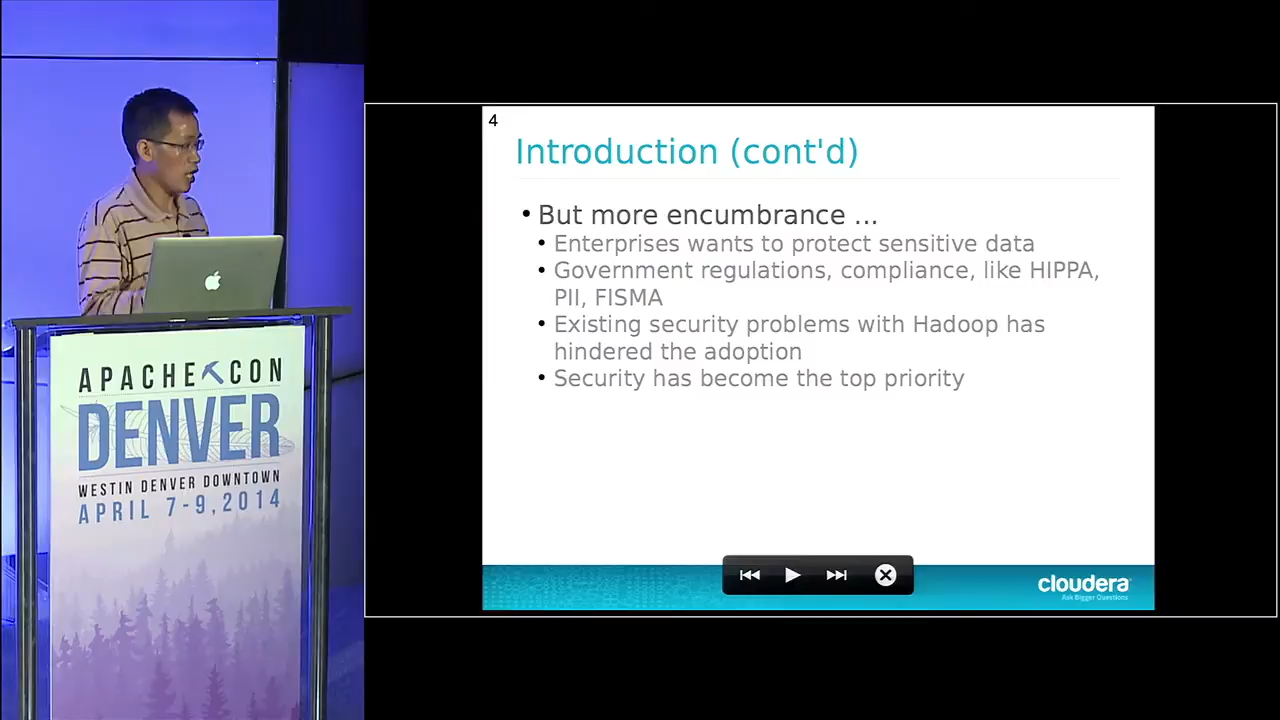 APACHE CON
DENVER
WESTIN DENVER DOWNTOWN
APRIL 7-9, 2014
4
Introduction (cont'd)
• But more encumbrance ...
• Enterprises wants to protect sensitive data
• Government regulations, compliance, like HIPPA,
PII, FISMA
• Existing security problems with Hadoop has
hindered the adoption
• Security has become the top priority
cloudera
Ask Bigger Questions